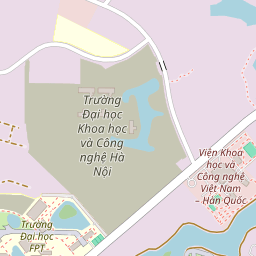 Trường
Đại học
Khoa học
và Công
nghệ Hà
Nội
Viện Khoa
học và
Công nghệ
Việt Nam
- Hàn Quốc
Trường
Đại học
FPT